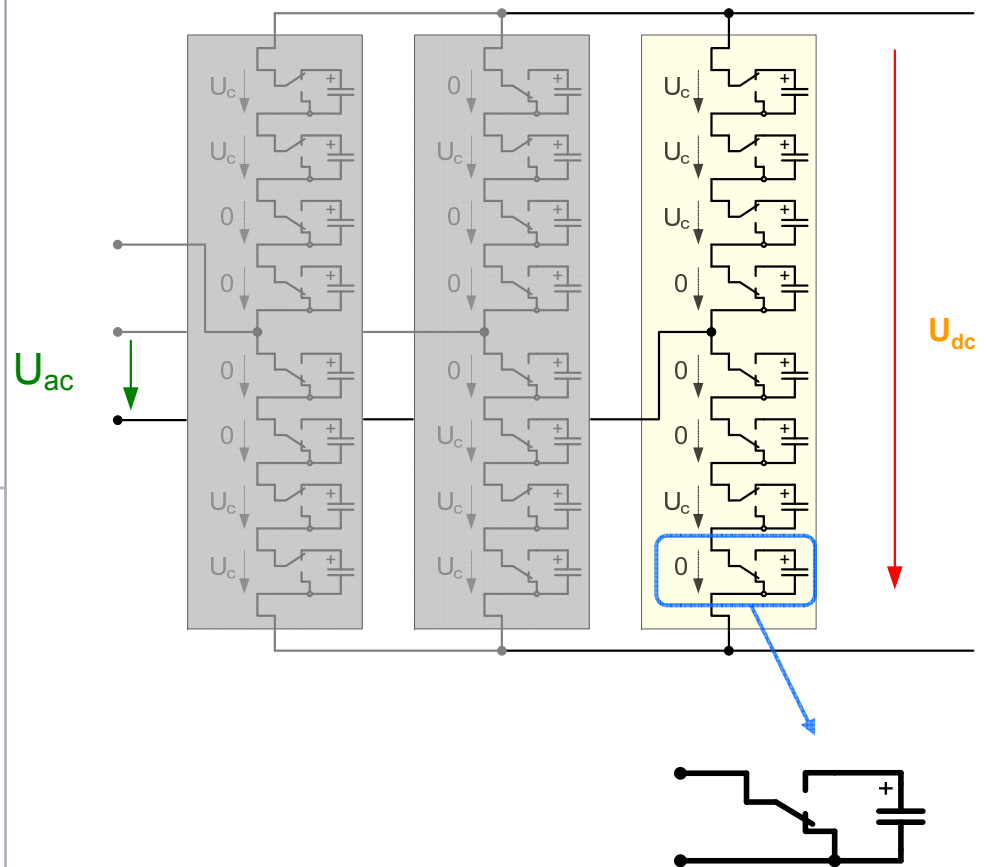 Uc + 0 + Uc +
Uc + Uc + Uc +
0 + 0 + Uc +
0 + 0 + 0 +
Udc
Uac
0 + 0 + 0 +
0 + Uc + 0 +
Uc + Uc + Uc +
Uc + Uc + 0 +
+